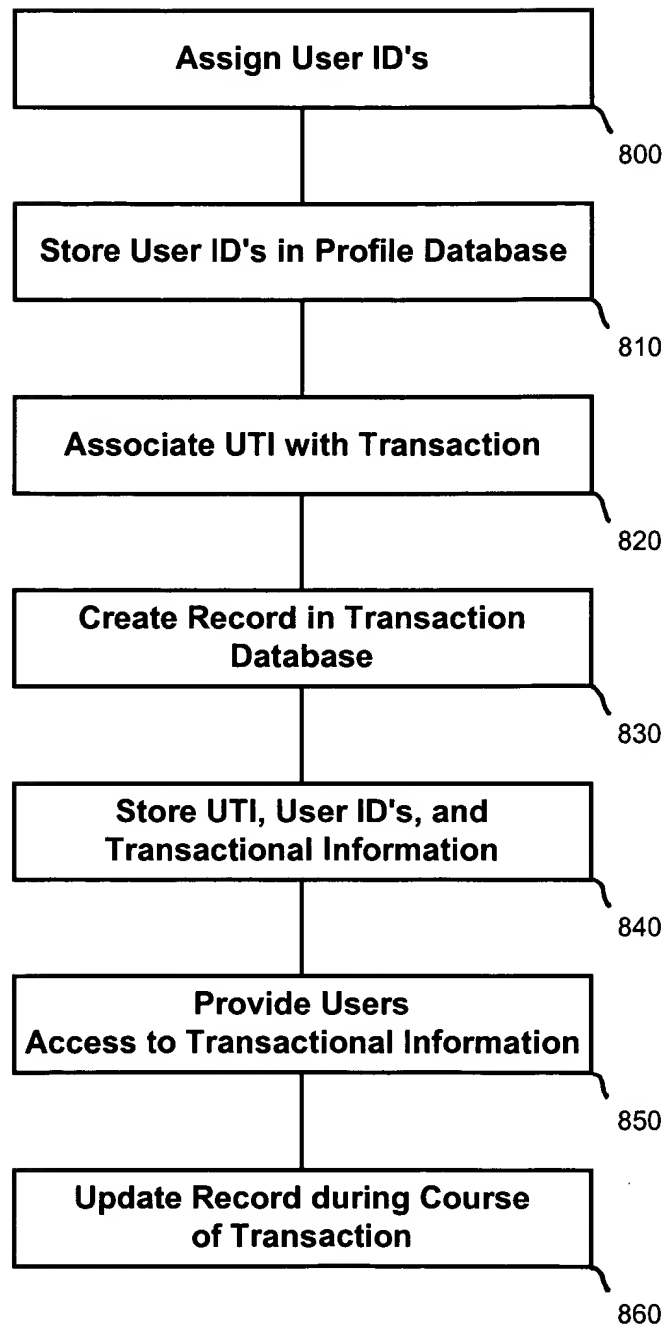 Assign User ID's
800
Store User ID's in Profile Database
810
Associate UTI with Transaction
820
Create Record in Transaction
Database
830
Store UTI, User ID's, and
Transactional Information
840
Provide Users
Access to Transactional Information
850
Update Record during Course
of Transaction
860